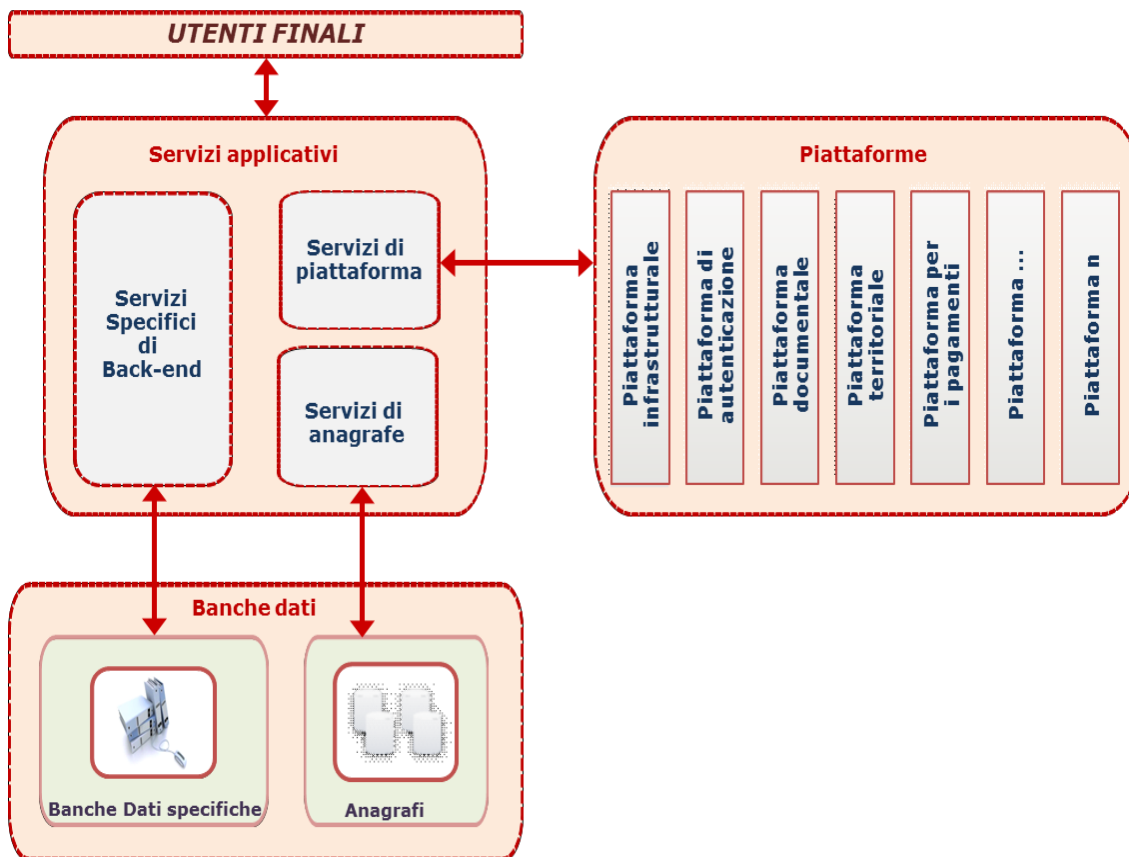 UTENTI FINALI
Servizi applicativi
Servizi
Specifici
di
Back-end
Servizi di
piattaforma
Servizi di
anagrafe
Piattaforme
Piattaforma
infrastrutturale
Piattaforma di
autenticazione
Piattaforma
documentale
Piattaforma
territoriale
Piattaforma per
i pagamenti
Piattaforma ...
Piattaforma n
Banche dati
Banche Dati specifiche
Anagrafi